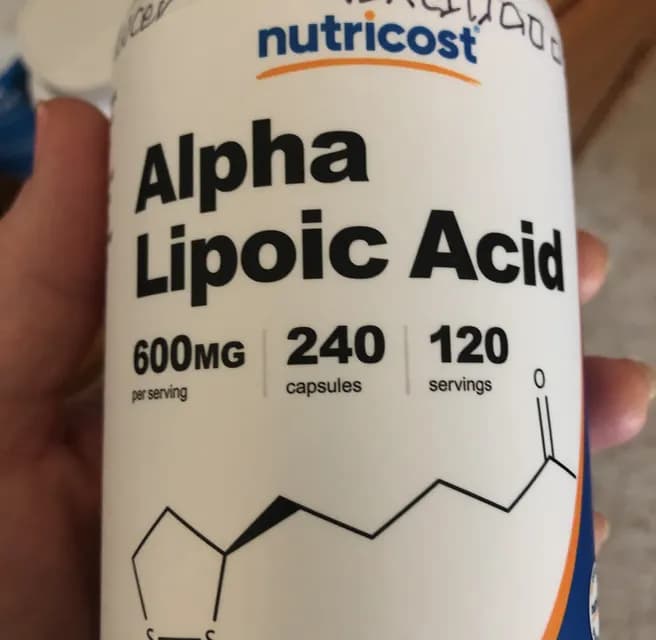 nutricost
Alpha
Lipoic Acid
600MG 240 120
per serving capsules servings
O
S S